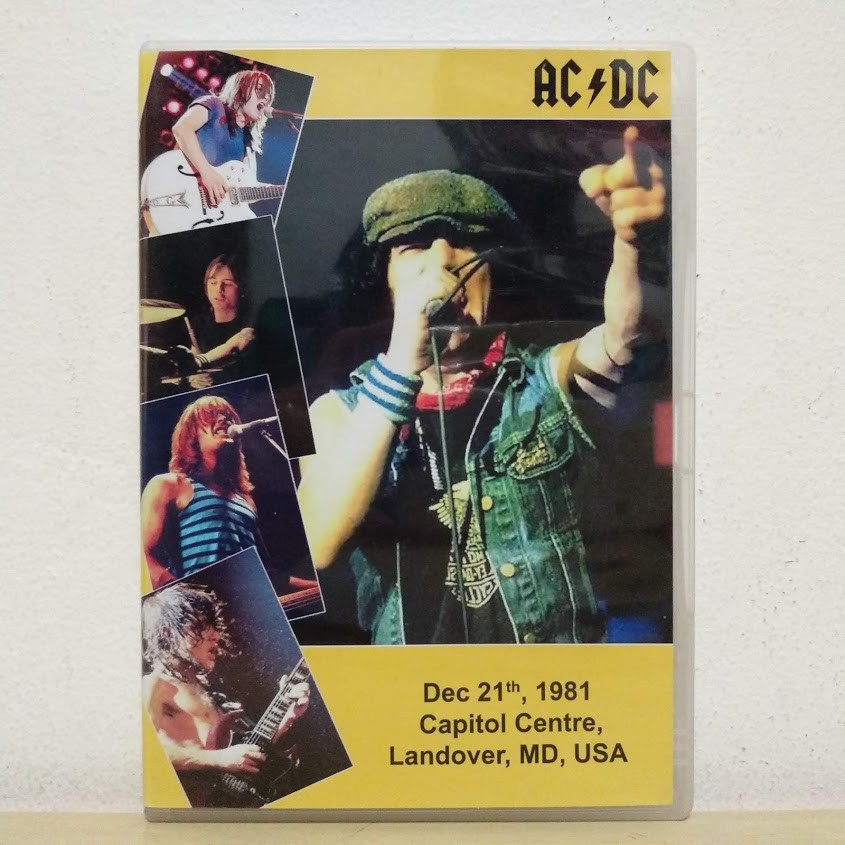 AC⚡DC
Dec 21th, 1981
Capitol Centre,
Landover, MD, USA